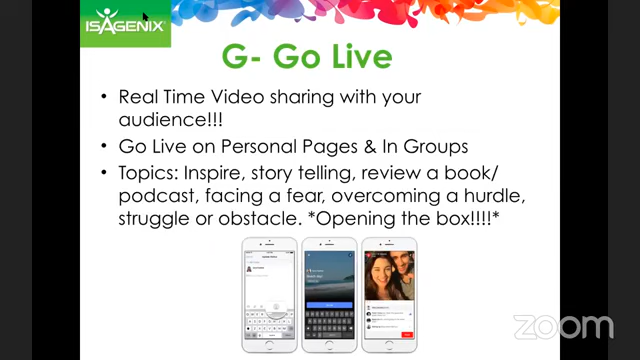 ISAGENIX
G- Go Live
• Real Time Video sharing with your
audience!!!
• Go Live on Personal Pages & In Groups
• Topics: Inspire, story telling, review a book/
podcast, facing a fear, overcoming a hurdle,
struggle or obstacle. *Opening the box!!!!*
zoom